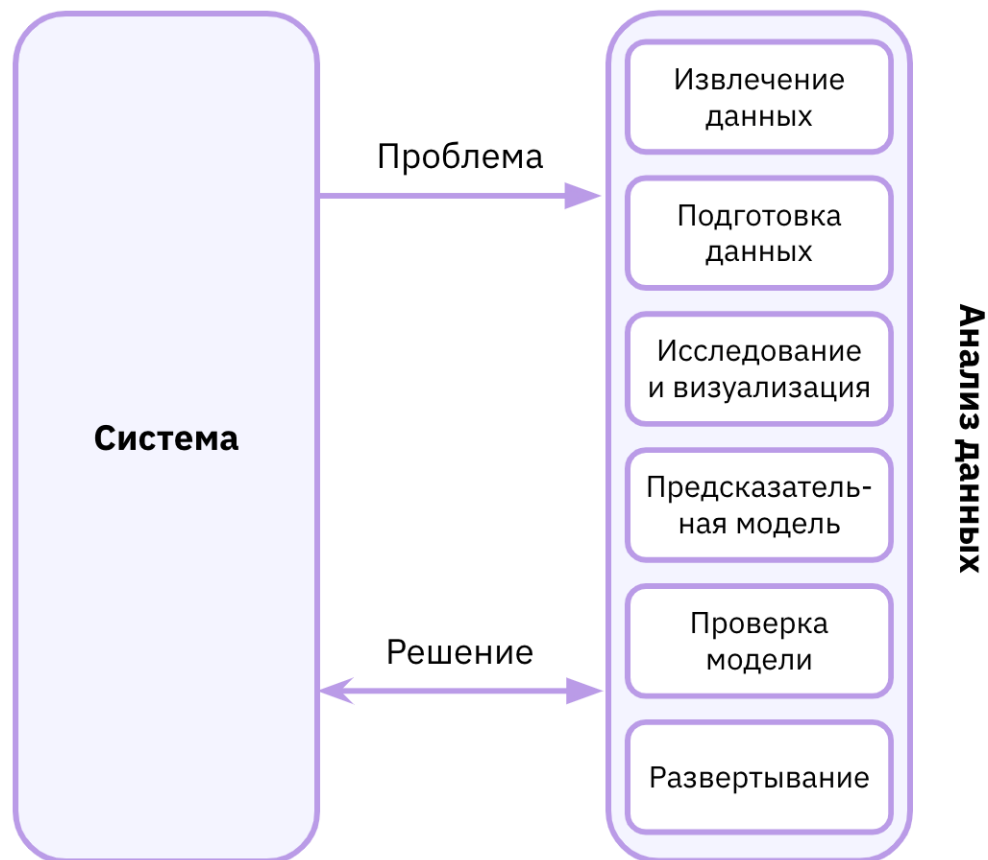 Система
Проблема
Решение
Извлечение
данных
Подготовка
данных
Исследование
и визуализация
Предсказатель-
ная модель
Проверка
модели
Развертывание
Анализ данных